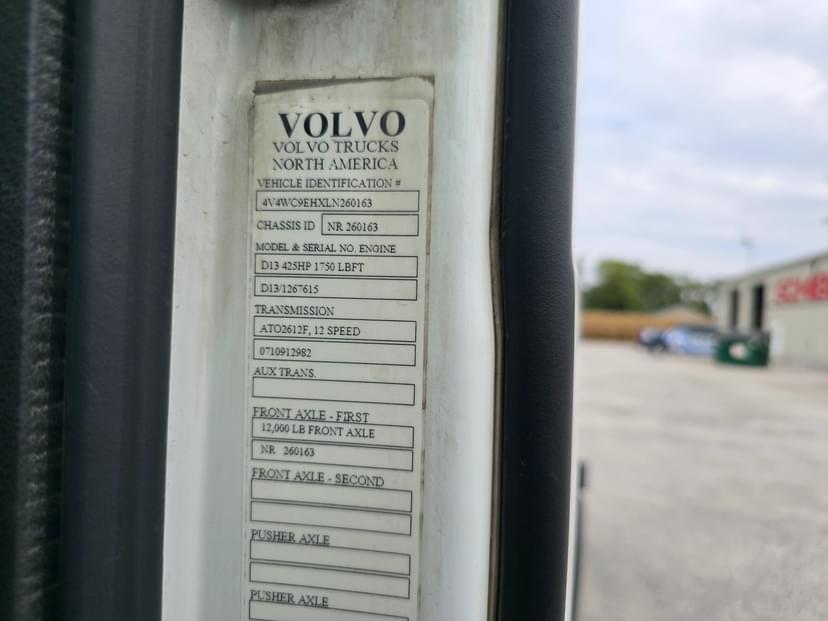 VOLVO
VOLVO TRUCKS
NORTH AMERICA
VEHICLE IDENTIFICATION #
4V4WC9EHXLN260163
CHASSIS ID NR 260163
MODEL & SERIAL NO. ENGINE
D13 425HP 1750 LBFT
D13/1267615
TRANSMISSION
ATO2612F, 12 SPEED
0710912982
AUX TRANS.
FRONT AXLE - FIRST
12,000 LB FRONT AXLE
NR 260163
FRONT AXLE - SECOND
PUSHER AXLE
PUSHER AXLE